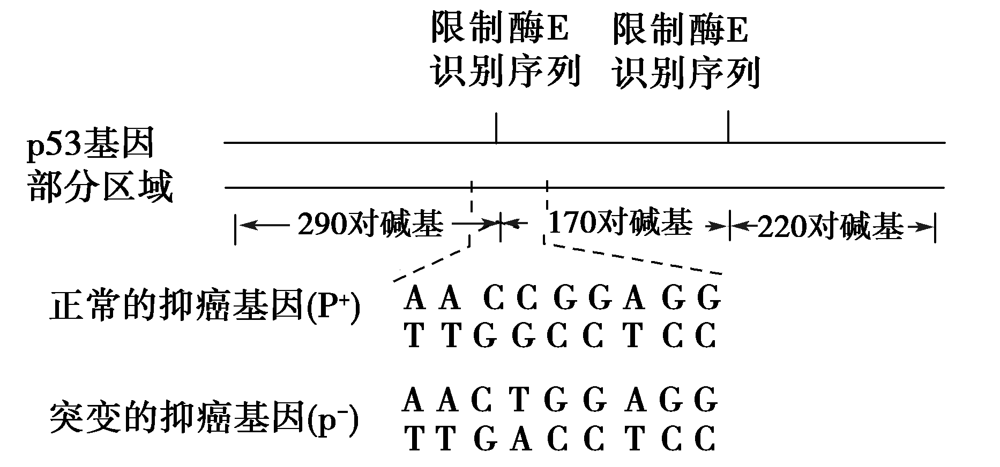 限制酶E 限制酶E
识别序列 识别序列
p53基因
部分区域
290对碱基 170对碱基 220对碱基
正常的抑癌基因(P⁺) A A C C G G A G G
T T G G C C T C C
突变的抑癌基因(p⁻) A A C T G G A G G
T T G A C C T C C